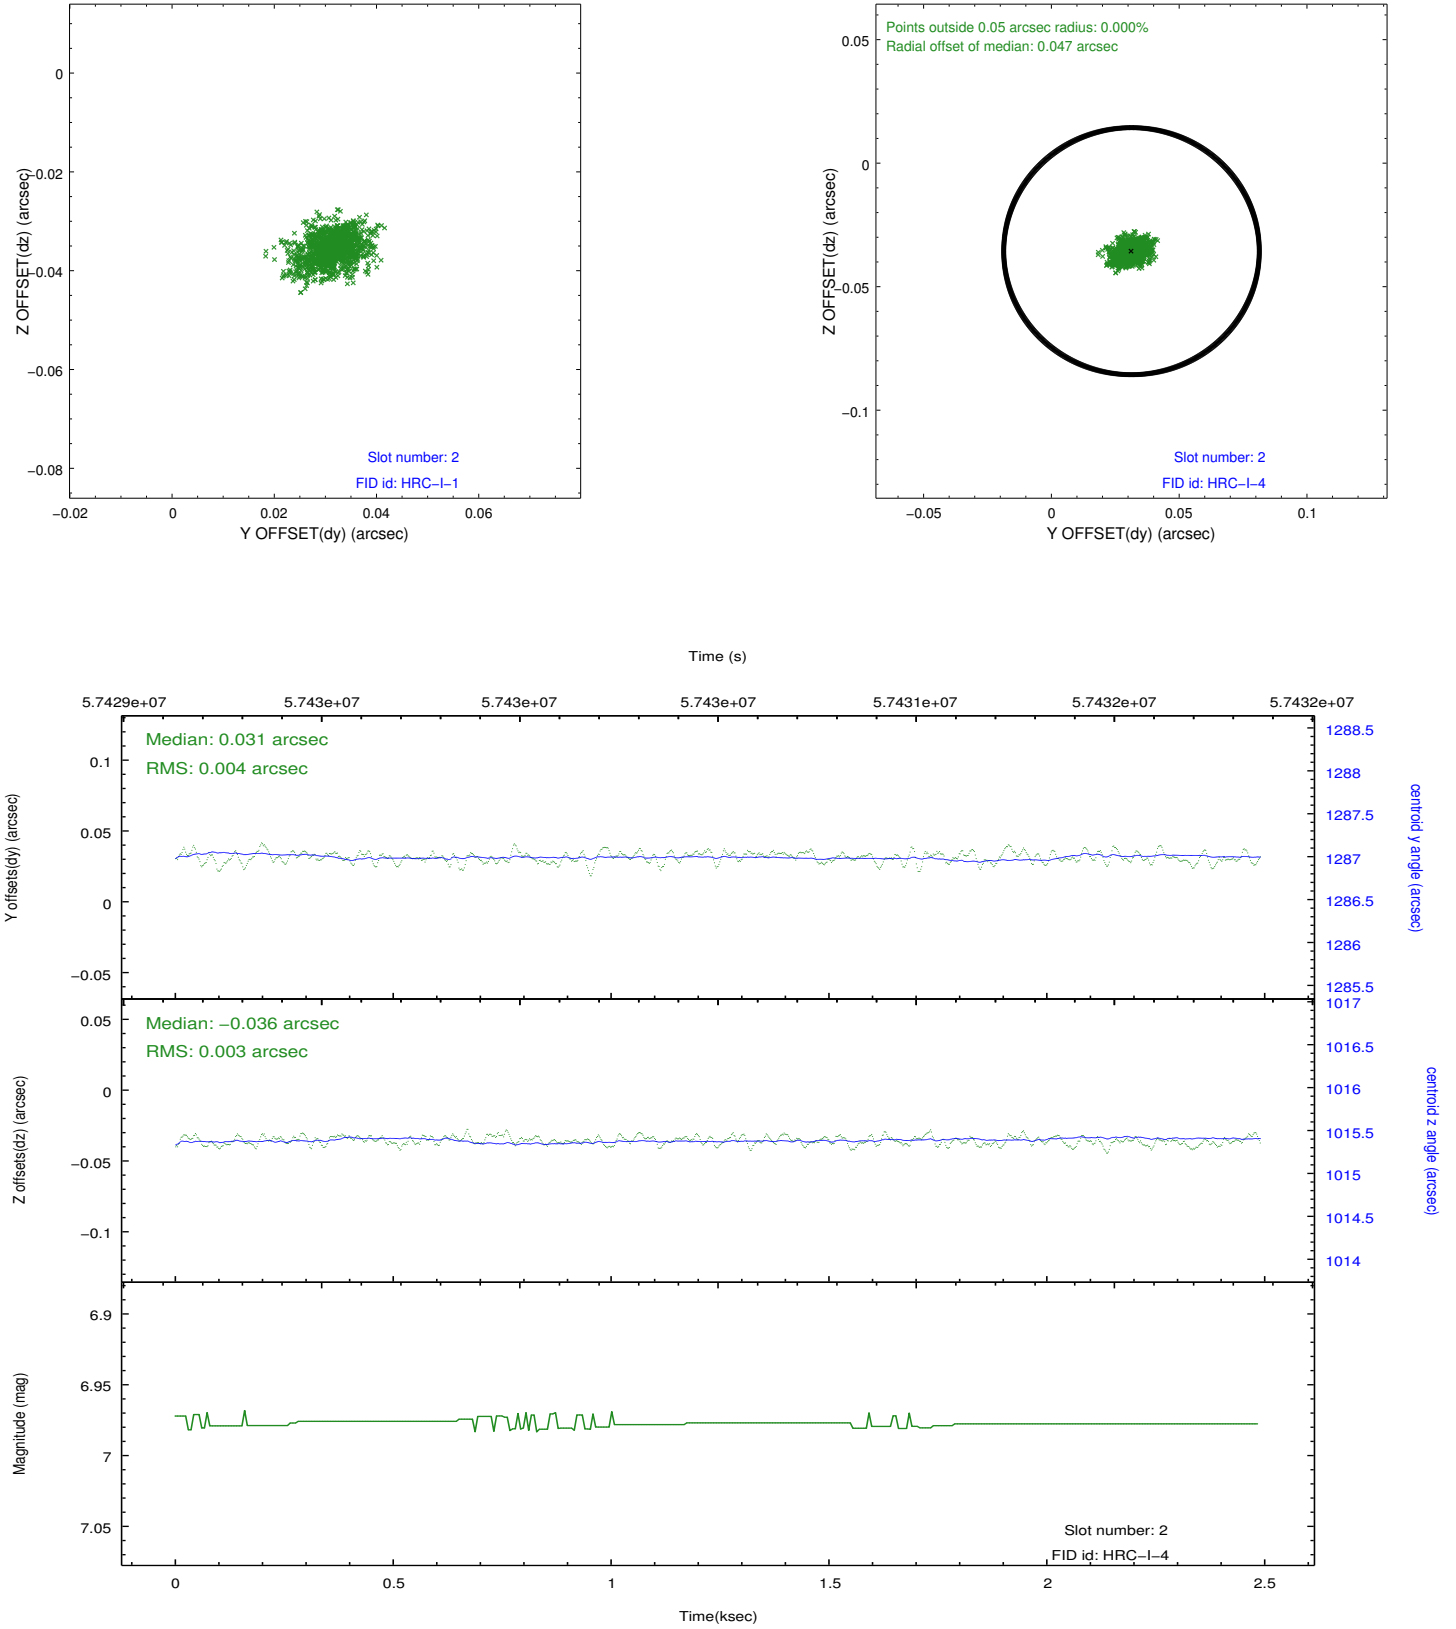 0
−0.02
−0.04
−0.06
−0.08
Z OFFSET(dz) (arcsec)
Slot number: 2
FID id: HRC−I−1
−0.02
0
0.02
0.04
0.06
Y OFFSET(dy) (arcsec)
Points outside 0.05 arcsec radius: 0.000%
Radial offset of median: 0.047 arcsec
0.05
0
−0.05
−0.1
Z OFFSET(dz) (arcsec)
Slot number: 2
FID id: HRC−I−4
−0.05
0
0.05
0.1
Y OFFSET(dy) (arcsec)
Time (s)
5.7429e+07
5.743e+07
5.743e+07
5.743e+07
5.7431e+07
5.7432e+07
5.7432e+07
Median: 0.031 arcsec
RMS: 0.004 arcsec
0.1
0.05
0
−0.05
Y offsets(dy) (arcsec)
1288.5
1288
1287.5
1287
1286.5
1286
1285.5
centroid y angle (arcsec)
Median: −0.036 arcsec
RMS: 0.003 arcsec
0.05
0
−0.05
−0.1
Z offsets(dz) (arcsec)
1017
1016.5
1016
1015.5
1015
1014.5
1014
centroid z angle (arcsec)
6.9
6.95
7
7.05
Magnitude (mag)
Slot number: 2
FID id: HRC−I−4
0
0.5
1
1.5
2
2.5
Time(ksec)